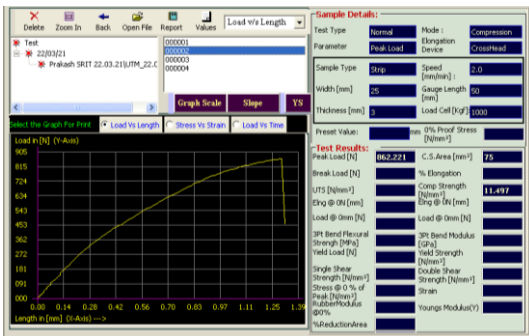 Delete Zoom In Back Open File Report Values Load v/s Length
Test
22/03/21
Prakash SRIT 22.03.21\UTM_22.0
000001
000002
000003
000004
Graph Scale Slope YS
Select the Graph For Print Load Vs Length Stress Vs Strain Load Vs Time
Load in [N] (Y-Axis)
905
815
724
634
543
453
362
272
181
091
000
0.00 0.14 0.28 0.42 0.56 0.70 0.83 0.97 1.11 1.25 1.39
Length in [mm] (X-Axis) --->
Sample Details:
Test Type Normal Mode : Compression
Parameter Peak Load Elongation Device CrossHead
Sample Type Strip Speed [mm/min] : 2.0
Width [mm] 25 Gauge Length [mm] 50
Thickness [mm] 3 Load Cell [Kgf] 1000
Preset Value: mm 0% Proof Stress [N/mm²]
Test Results:
Peak Load [N] 862.221 C.S.Area [mm²] 75
Break Load [N] % Elongation
UTS [N/mm²] Comp Strength [N/mm²] 11.497
Elng @ 0N [mm] Elng @ 0N [mm]
Load @ 0mm [N] Load @ 0mm [N]
3Pt Bend Flexural Strengh [MPa] 3Pt Bend Modulus [GPa]
Yield Load [N] Yield Strength [N/mm²]
Single Shear Strength [N/mm²] Double Shear Strength [N/mm²]
Stress @ 0 % of Peak [N/mm²] Strain
RubberModulus @0% Youngs Modulus(Y)
%ReductionArea